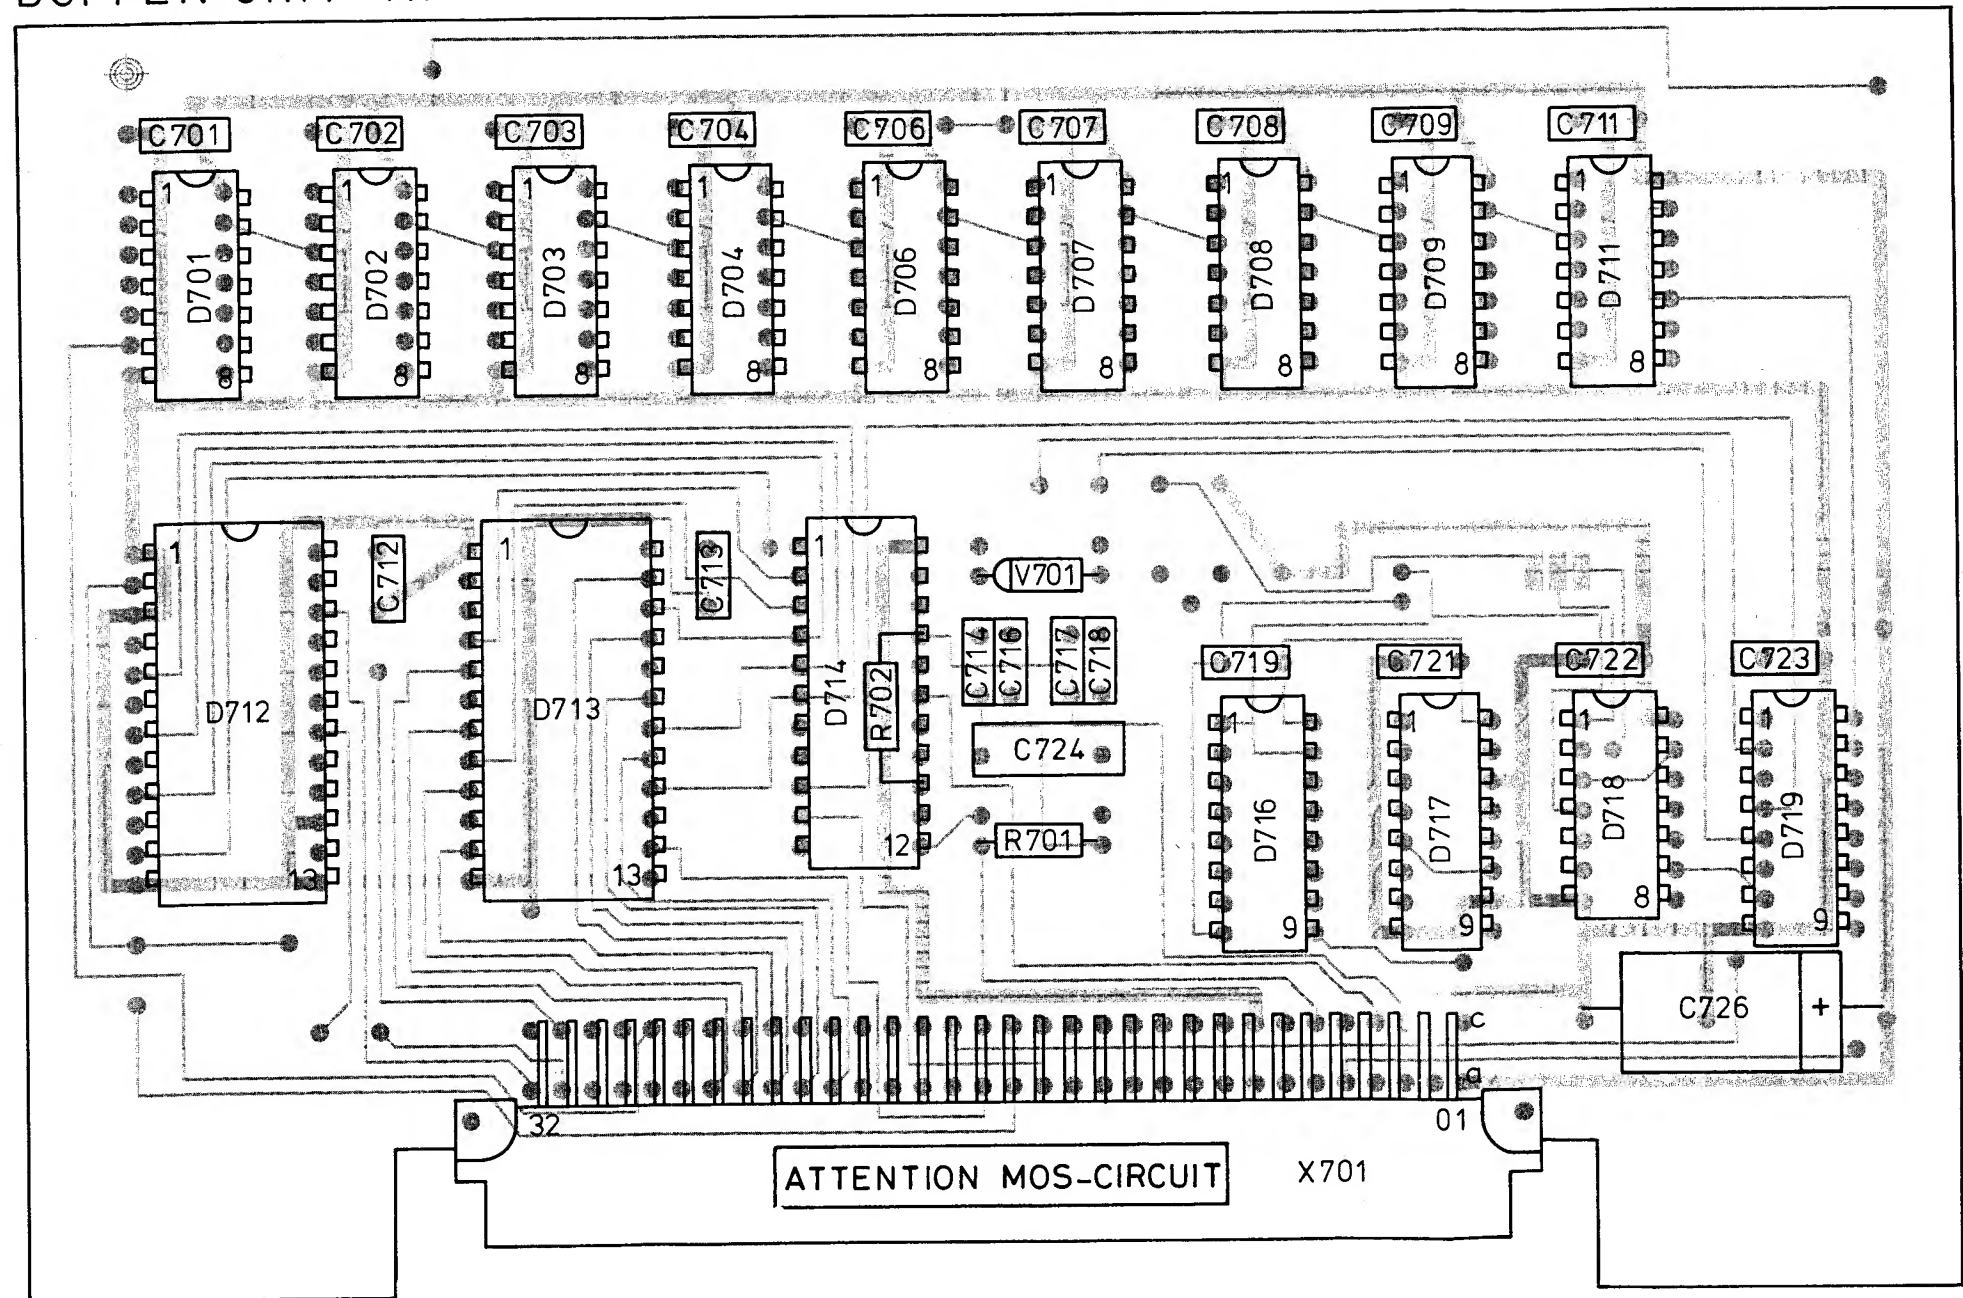 C701 C702 C703 C704 C706 C707 C708 C709 C711
1 1 1 1 1 1 1 1 1
D701 D702 D703 D704 D706 D707 D708 D709 D711
8 8 8 8 8 8 8 8 8
1 C712 1 C713 1 V701
C714 C716 C717 C718 C719 C721 C722 C723
D712 D713 D714 R702 C724 1 1 1 1
D716 D717 D718 D719
12 R701
13 13 8
9 9 9
C726 +
c
a
32 01
ATTENTION MOS-CIRCUIT X701